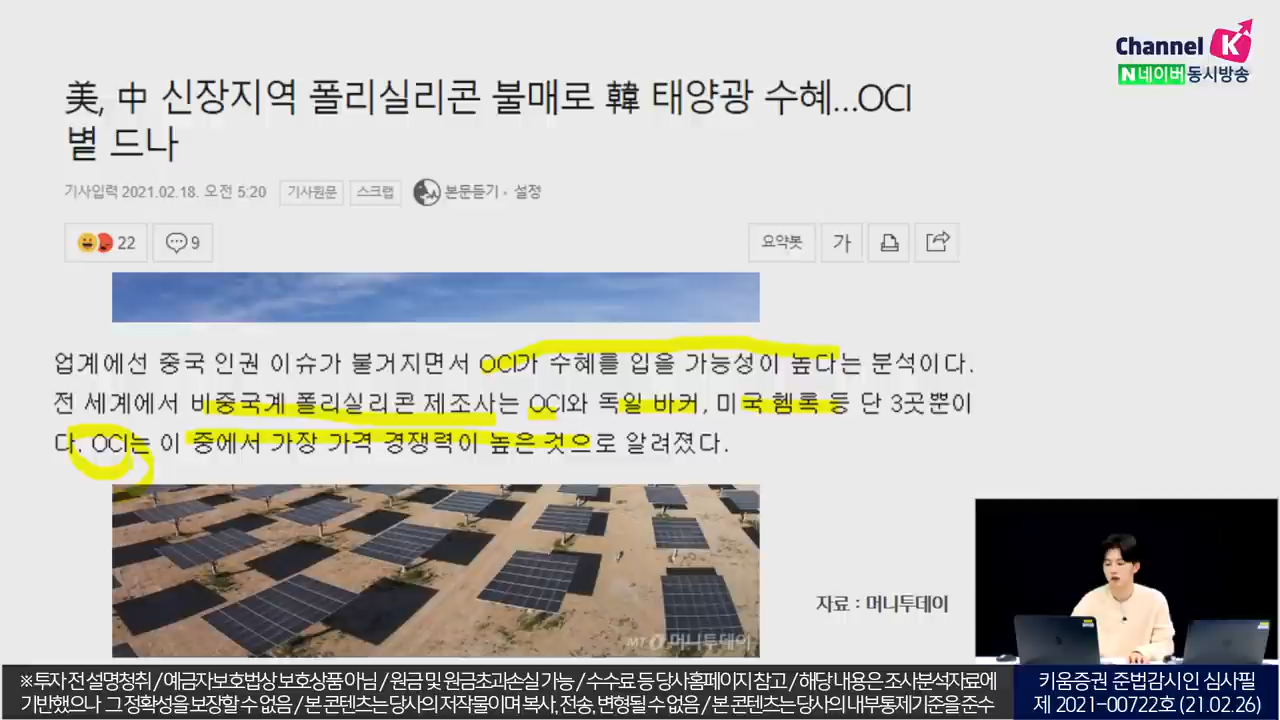 Channel K
N네이버 동시방송
美, 中 신장지역 폴리실리콘 불매로 韓 태양광 수혜...OCI
볕 드나
기사입력 2021.02.18. 오전 5:20 기사원문 스크랩 본문듣기 · 설정
22 9 요약봇 가
업계에선 중국 인권 이슈가 불거지면서 OCI가 수혜를 입을 가능성이 높다는 분석이다.
전 세계에서 비중국계 폴리실리콘 제조사는 OCI와 독일 바커, 미국 헴록 등 단 3곳뿐이
다. OCI는 이 중에서 가장 가격 경쟁력이 높은 것으로 알려졌다.
자료 : 머니투데이
MT 머니투데이
※ 투자 전 설명청취 / 예금자보호법상 보호상품 아님 / 원금 및 원금초과손실 가능 / 수수료 등 당사홈페이지 참고 / 해당 내용은 조사분석자료에
기반했으나 그 정확성을 보장할 수 없음 / 본 콘텐츠는 당사의 저작물이며 복사, 전송, 변형될 수 없음 / 본 콘텐츠는 당사의 내부통제기준을 준수
키움증권 준법감시인 심사필
제 2021-00722호 (21.02.26)